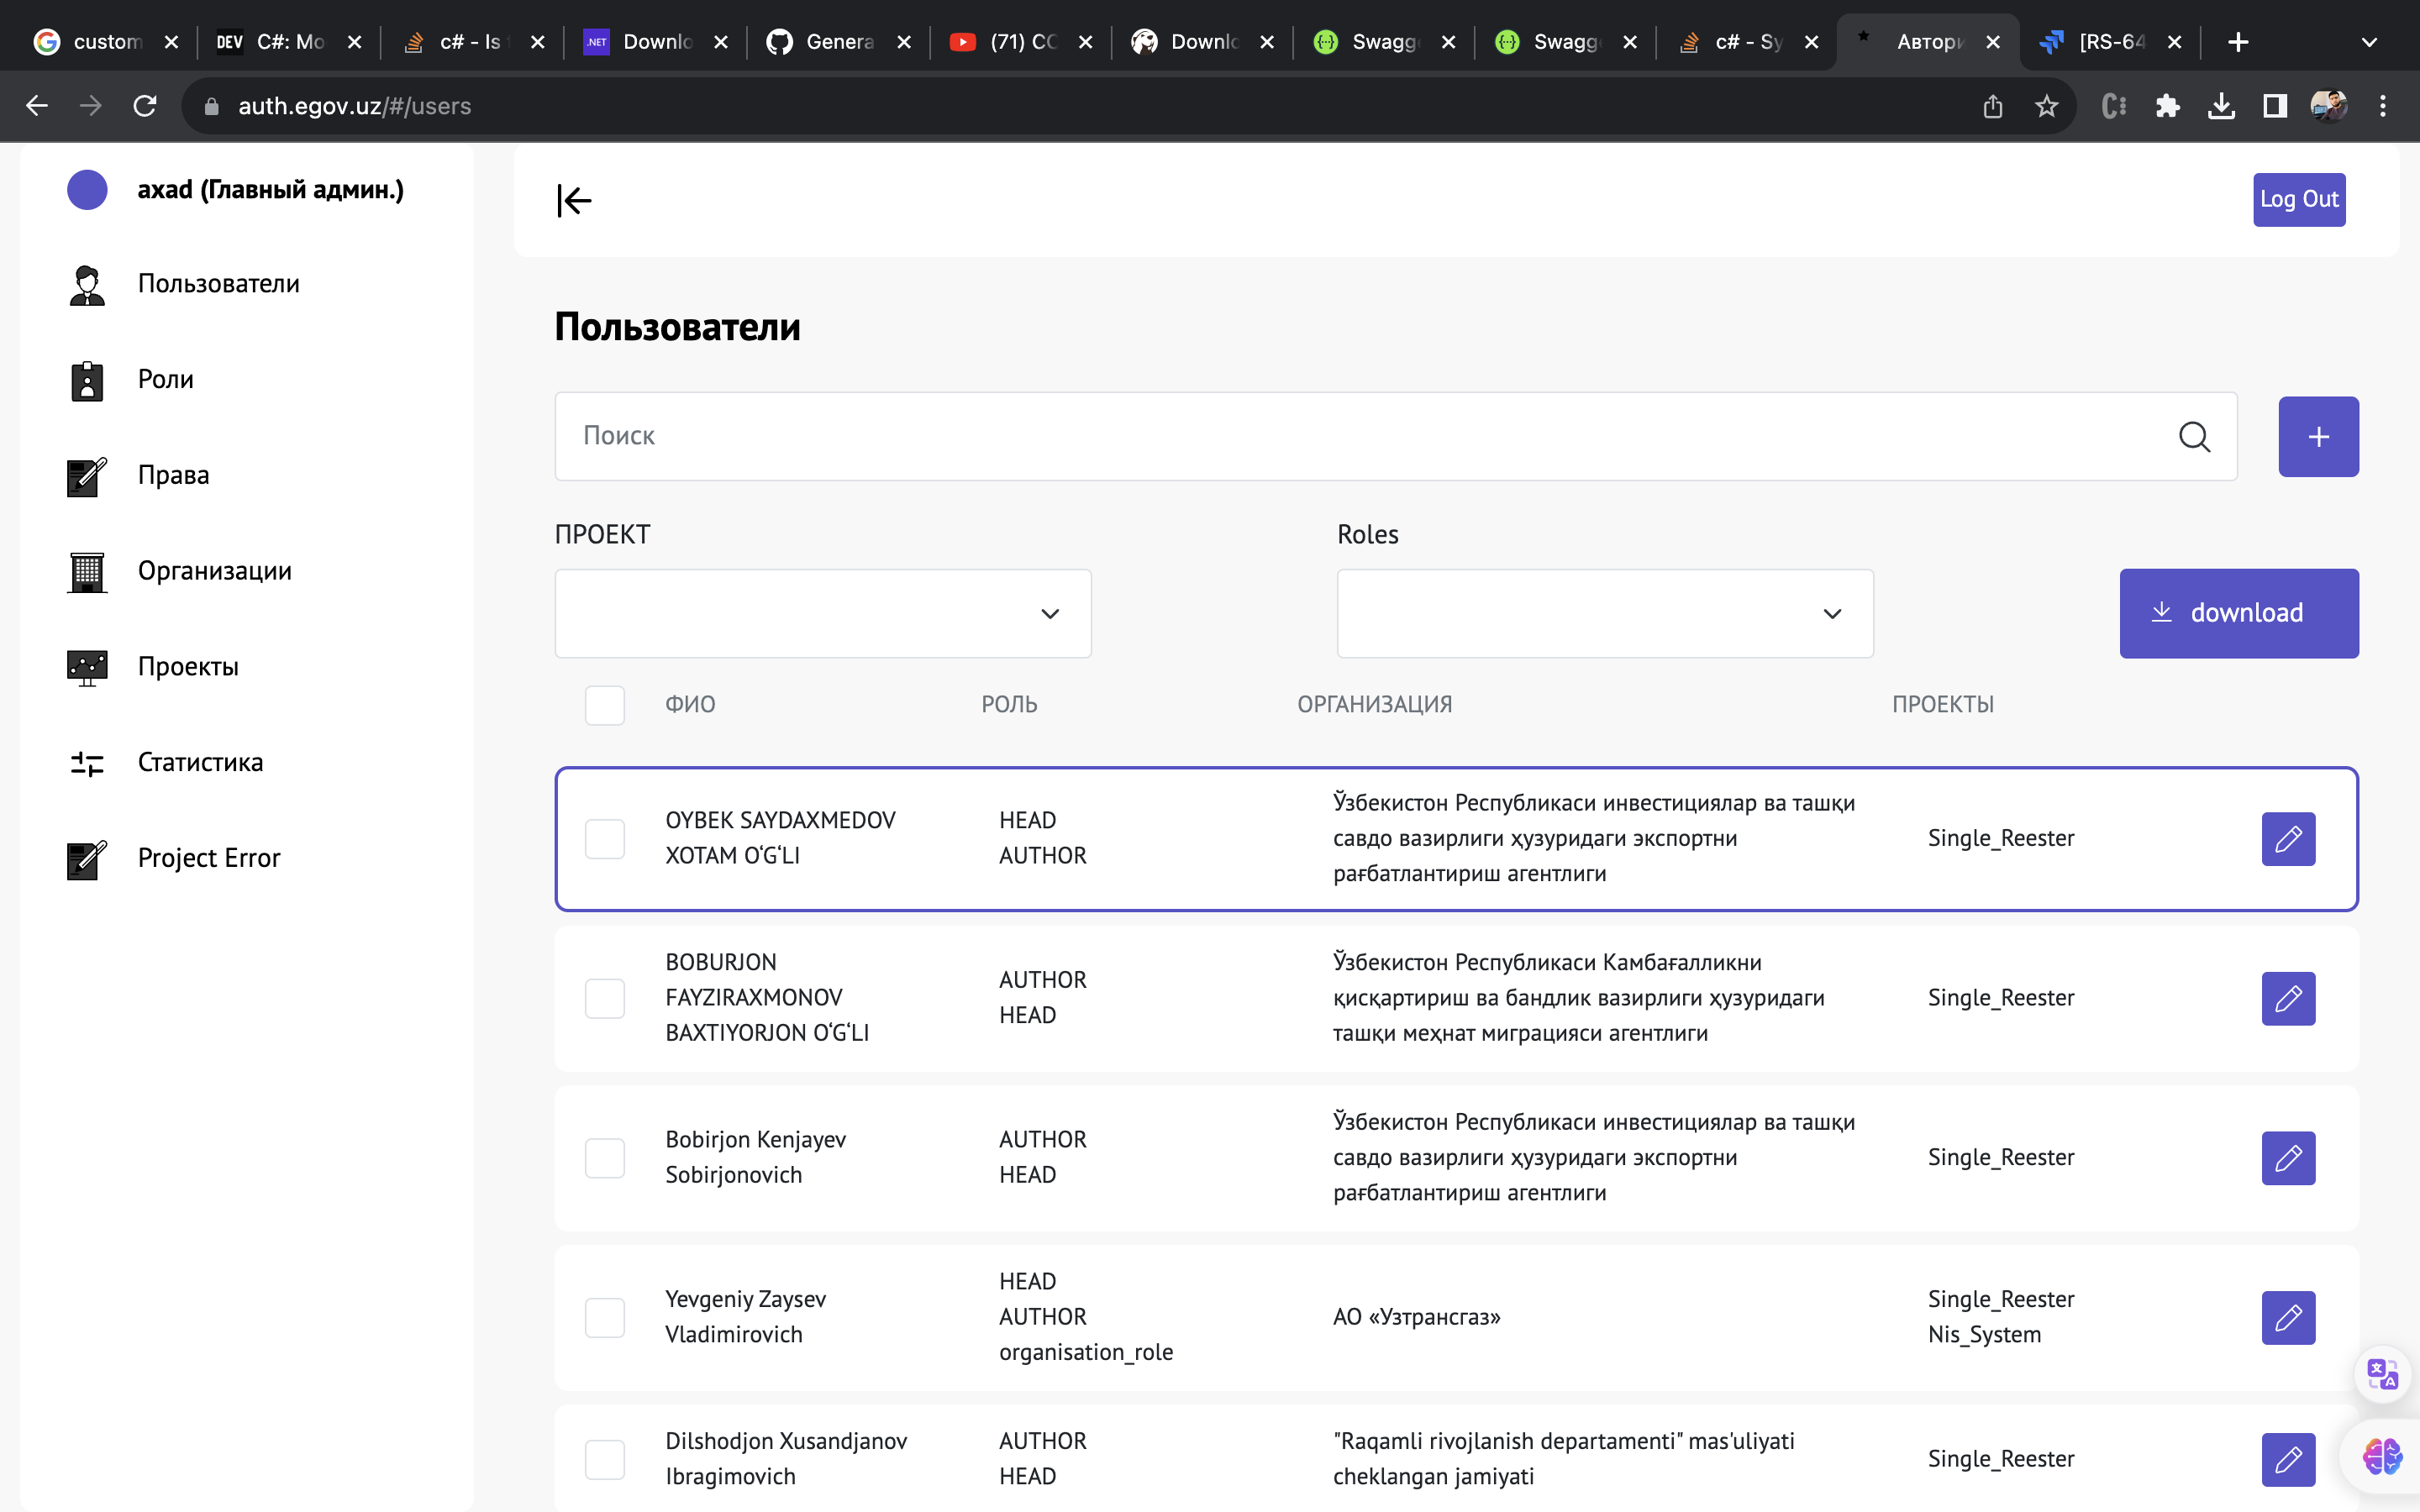 custom
DEV
C#: Mo
c# - Is
.NET
Downlo
Genera
(71) CC
Downlo
Swagg
Swagg
c# - Sy
Автори
[RS-64
auth.egov.uz/#/users
axad (Главный админ.)
Log Out
Пользователи
Роли
Права
Организации
Проекты
Статистика
Project Error
Пользователи
Поиск
+
ПРОЕКТ
Roles
download
ФИО
РОЛЬ
ОРГАНИЗАЦИЯ
ПРОЕКТЫ
OYBEK SAYDAXMEDOV
XOTAM O‘G‘LI
HEAD
AUTHOR
Ўзбекистон Республикаси инвестициялар ва ташқи
савдо вазирлиги ҳузуридаги экспортни
рағбатлантириш агентлиги
Single_Reester
BOBURJON
FAYZIRAXMONOV
BAXTIYORJON O‘G‘LI
AUTHOR
HEAD
Ўзбекистон Республикаси Камбағалликни
қисқартириш ва бандлик вазирлиги ҳузуридаги
ташқи меҳнат миграцияси агентлиги
Single_Reester
Bobirjon Kenjayev
Sobirjonovich
AUTHOR
HEAD
Ўзбекистон Республикаси инвестициялар ва ташқи
савдо вазирлиги ҳузуридаги экспортни
рағбатлантириш агентлиги
Single_Reester
Yevgeniy Zaysev
Vladimirovich
HEAD
AUTHOR
organisation_role
АО «Узтрансгаз»
Single_Reester
Nis_System
Dilshodjon Xusandjanov
Ibragimovich
AUTHOR
HEAD
"Raqamli rivojlanish departamenti" mas'uliyati
cheklangan jamiyati
Single_Reester